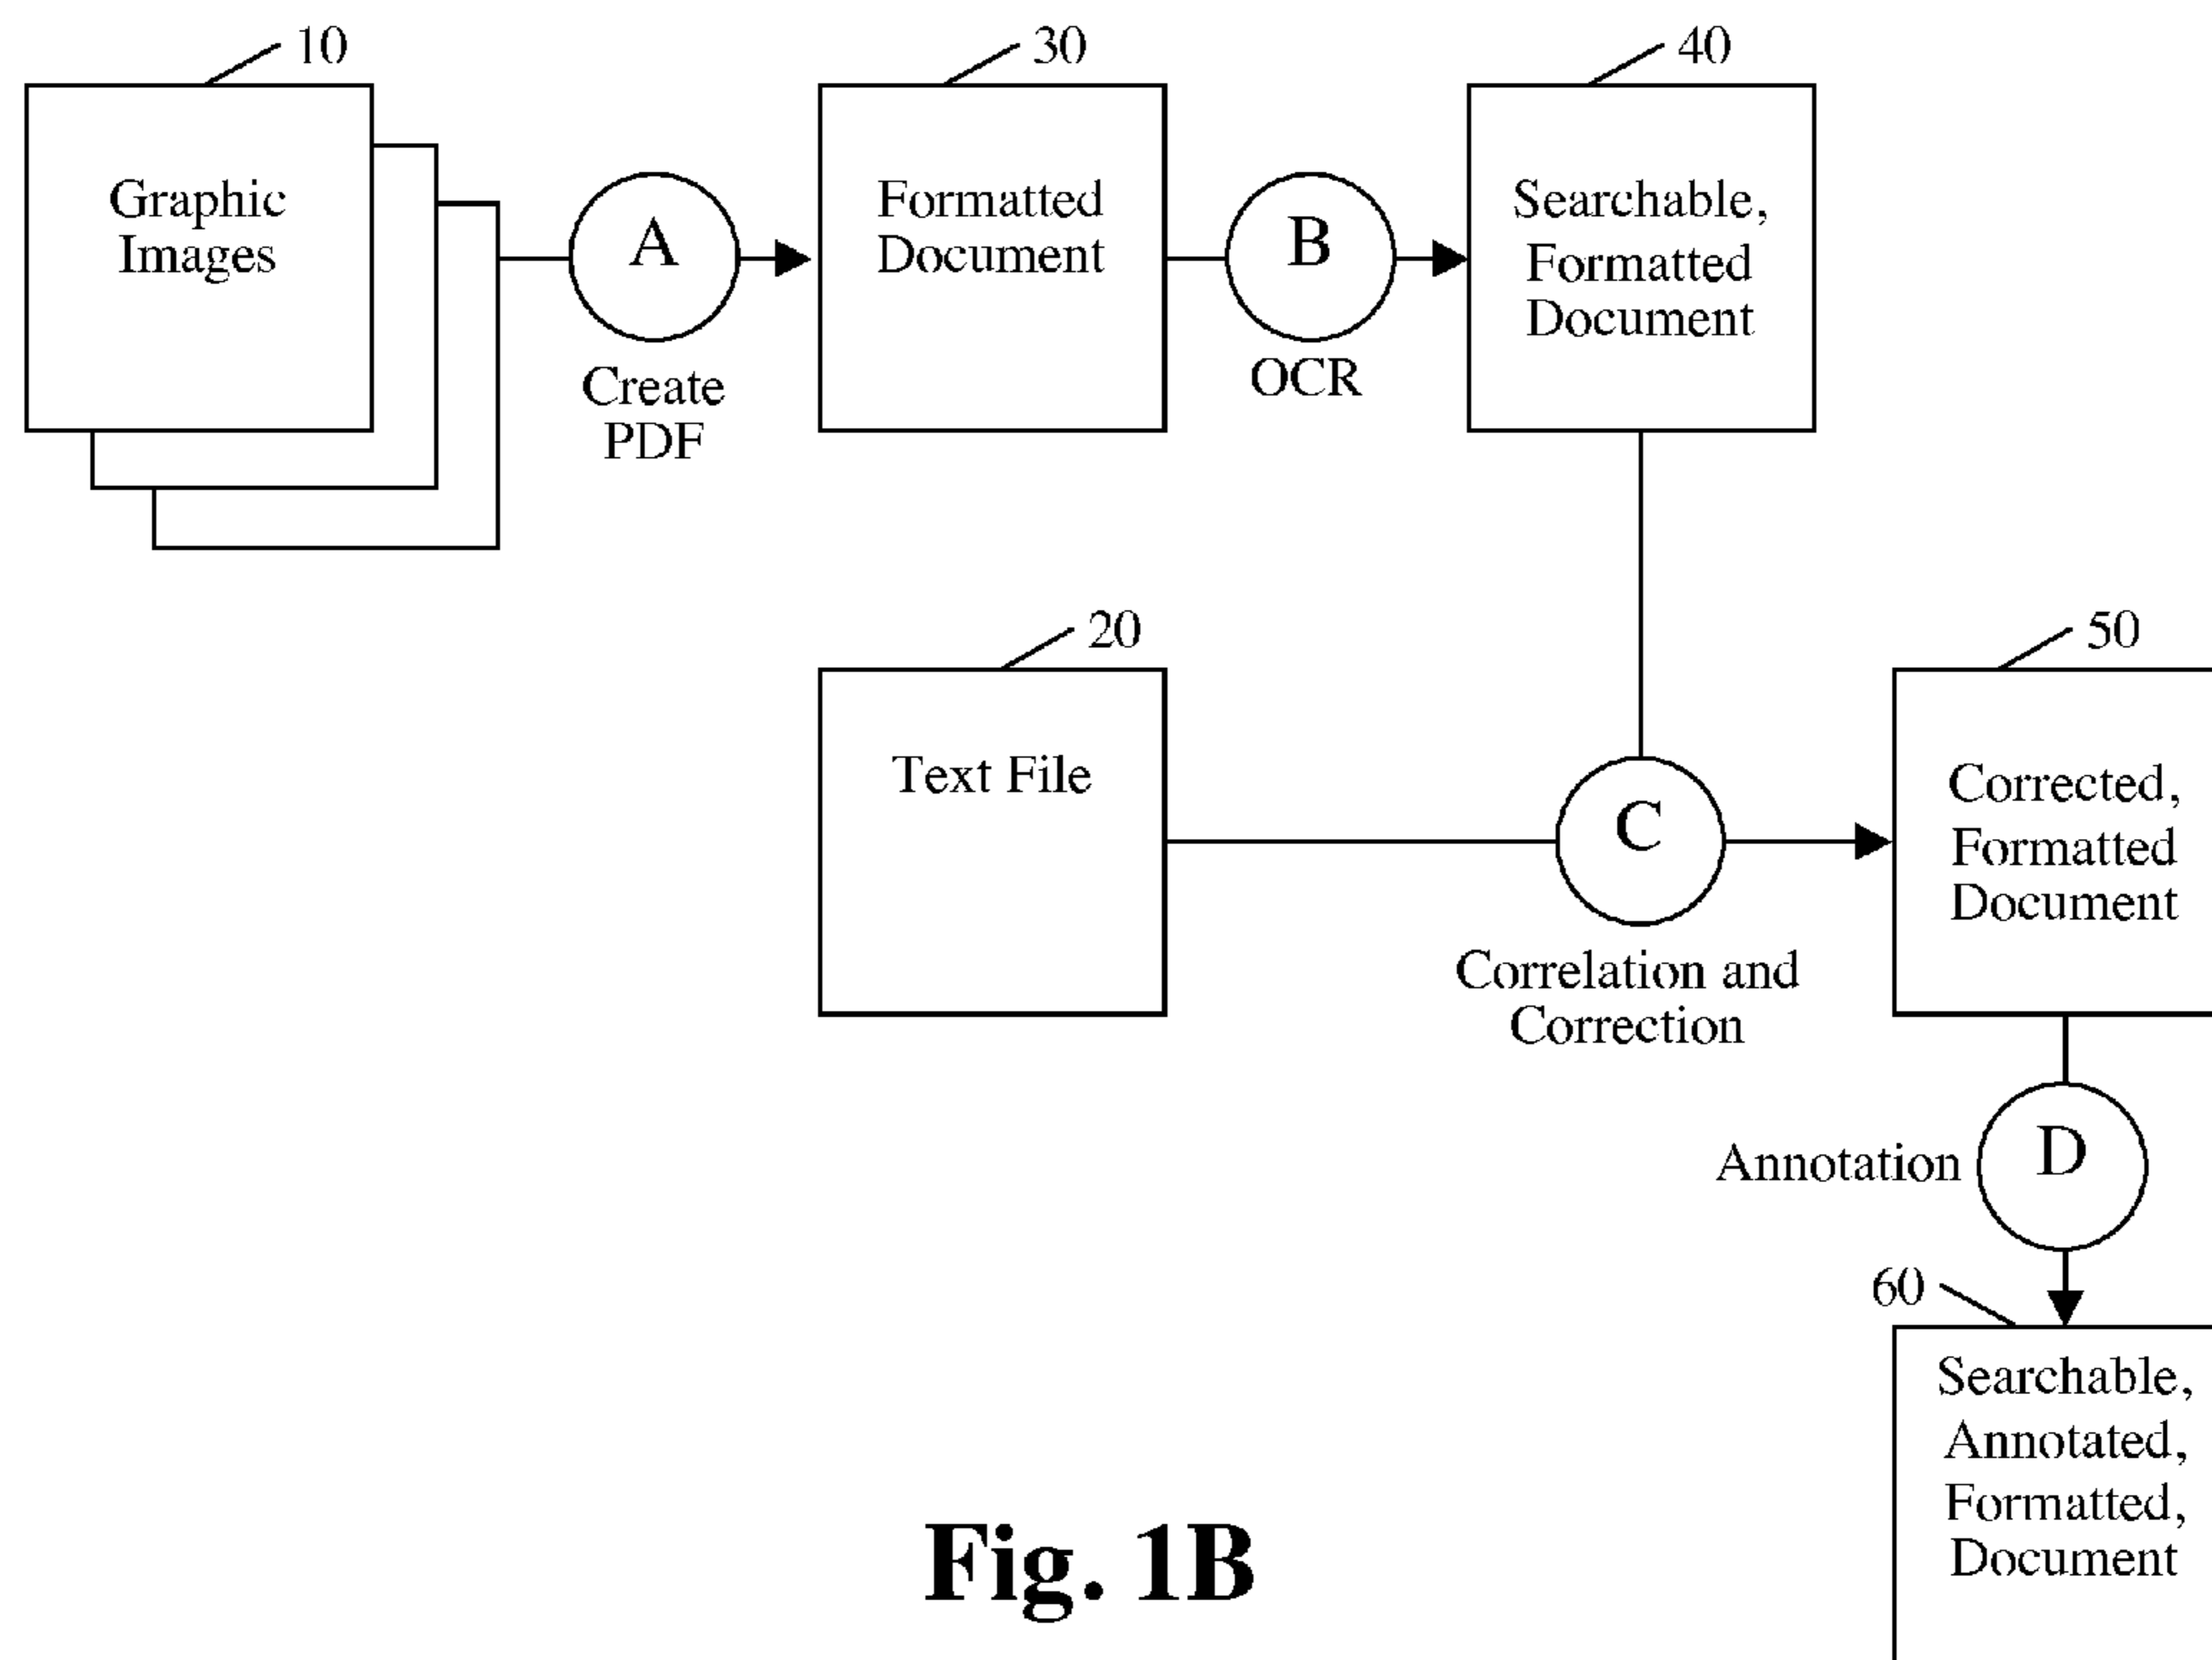 10
Graphic
Images
A
Create
PDF
30
Formatted
Document
B
OCR
40
Searchable,
Formatted
Document
20
Text File
C
Correlation and
Correction
50
Corrected,
Formatted
Document
Annotation
D
60
Searchable,
Annotated,
Formatted,
Document
Fig. 1B